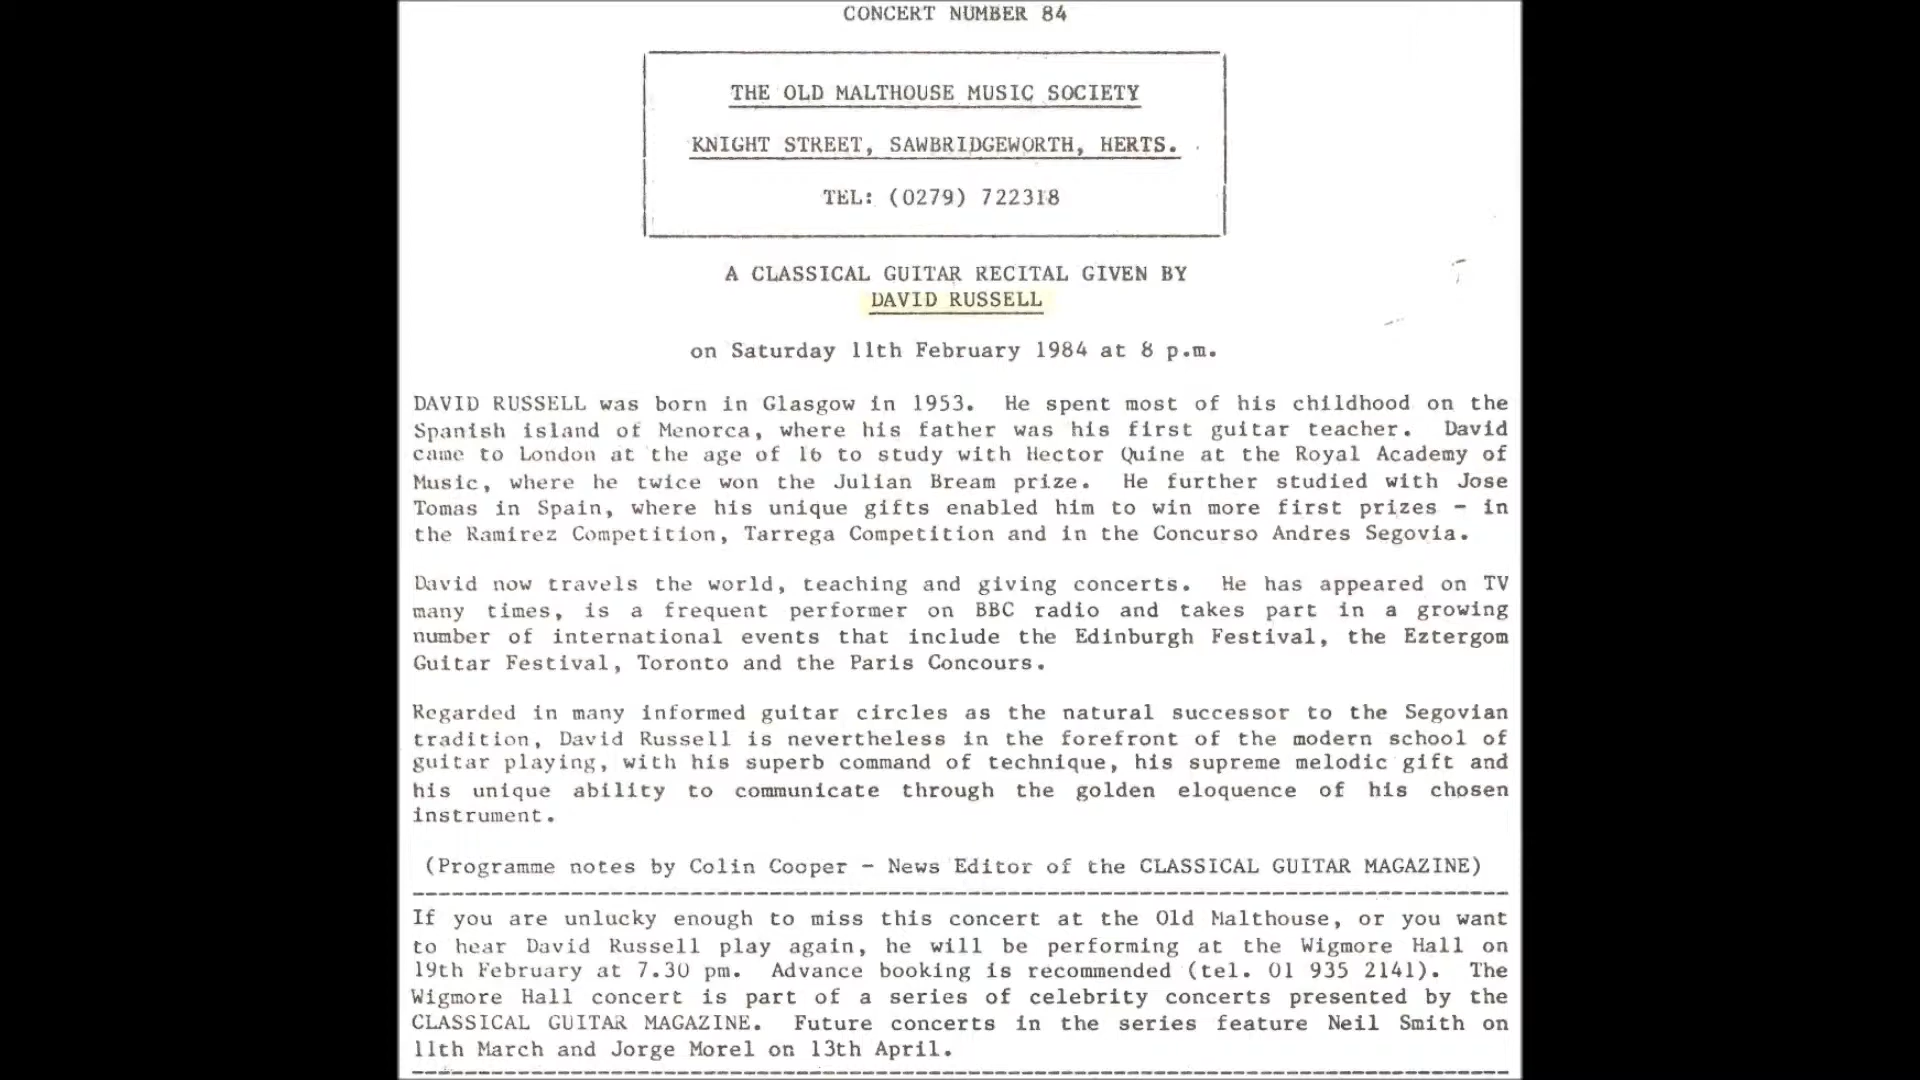 CONCERT NUMBER 84
THE OLD MALTHOUSE MUSIC SOCIETY
KNIGHT STREET, SAWBRIDGEWORTH, HERTS.
TEL: (0279) 722318
A CLASSICAL GUITAR RECITAL GIVEN BY
DAVID RUSSELL
on Saturday 11th February 1984 at 8 p.m.
DAVID RUSSELL was born in Glasgow in 1953. He spent most of his childhood on the
Spanish island of Menorca, where his father was his first guitar teacher. David
came to London at the age of 16 to study with Hector Quine at the Royal Academy of
Music, where he twice won the Julian Bream prize. He further studied with Jose
Tomas in Spain, where his unique gifts enabled him to win more first prizes - in
the Ramirez Competition, Tarrega Competition and in the Concurso Andres Segovia.
David now travels the world, teaching and giving concerts. He has appeared on TV
many times, is a frequent performer on BBC radio and takes part in a growing
number of international events that include the Edinburgh Festival, the Eztergom
Guitar Festival, Toronto and the Paris Concours.
Regarded in many informed guitar circles as the natural successor to the Segovian
tradition, David Russell is nevertheless in the forefront of the modern school of
guitar playing, with his superb command of technique, his supreme melodic gift and
his unique ability to communicate through the golden eloquence of his chosen
instrument.
(Programme notes by Colin Cooper - News Editor of the CLASSICAL GUITAR MAGAZINE)
If you are unlucky enough to miss this concert at the Old Malthouse, or you want
to hear David Russell play again, he will be performing at the Wigmore Hall on
19th February at 7.30 pm. Advance booking is recommended (tel. 01 935 2141). The
Wigmore Hall concert is part of a series of celebrity concerts presented by the
CLASSICAL GUITAR MAGAZINE. Future concerts in the series feature Neil Smith on
11th March and Jorge Morel on 13th April.